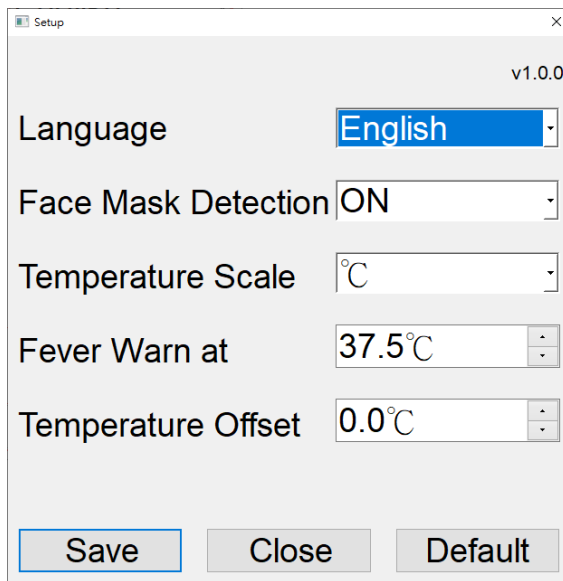 Setup
v1.0.0
Language English
Face Mask Detection ON
Temperature Scale ℃
Fever Warn at 37.5℃
Temperature Offset 0.0℃
Save Close Default